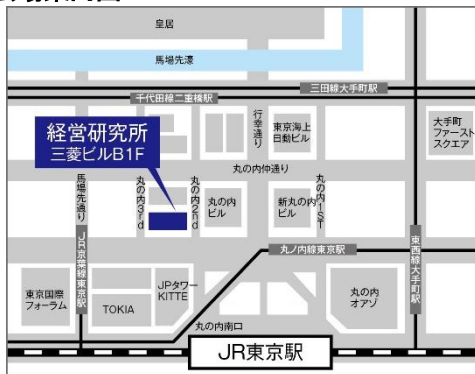 皇居
馬場先濠
三田線大手町駅
千代田線二重橋駅
経営研究所
三菱ビルB1F
行幸通り
東京海上
日動ビル
大手町
ファースト
スクエア
丸の内仲通り
馬場先通り
丸の内3rd
丸の内2nd
丸の内
ビル
新丸の内
ビル
丸の内1ST
JR京葉線東京駅
丸ノ内線東京駅
東西線大手町駅
東京国際
フォーラム
TOKIA
JPタワー
KITTE
丸の内
オアゾ
丸の内南口
JR東京駅